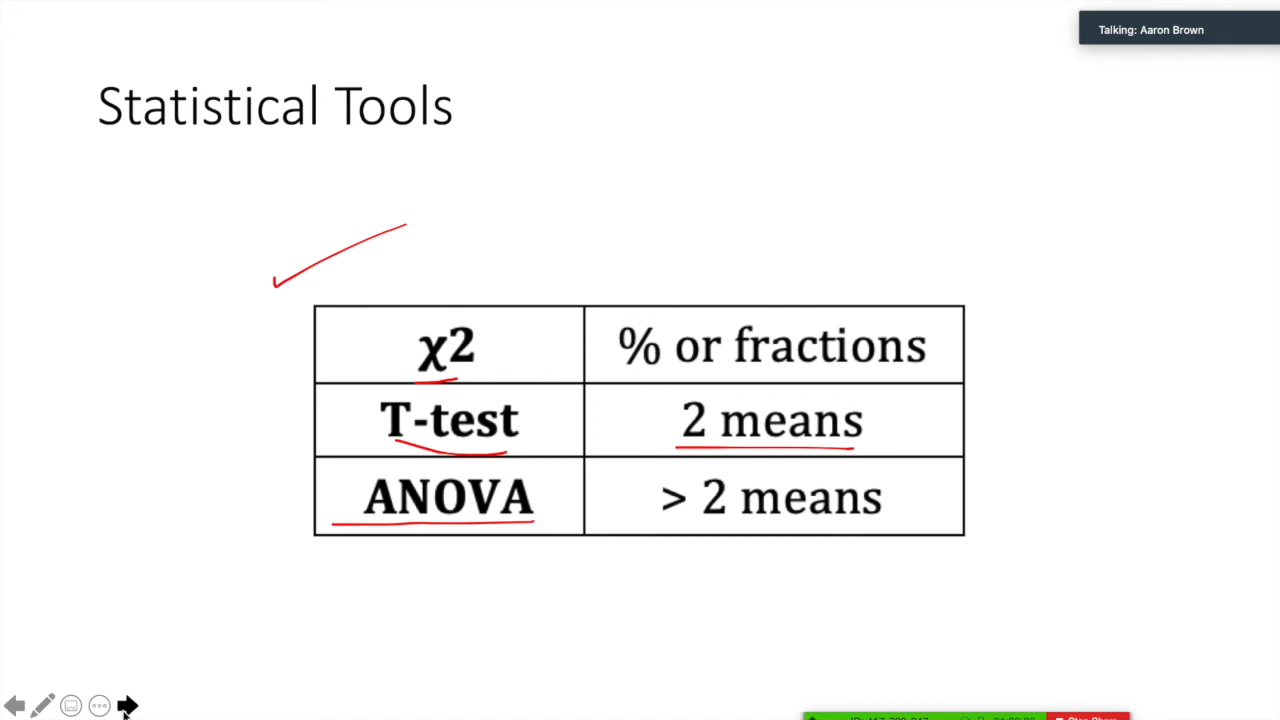 Talking: Aaron Brown
Statistical Tools
χ2 % or fractions
T-test 2 means
ANOVA > 2 means